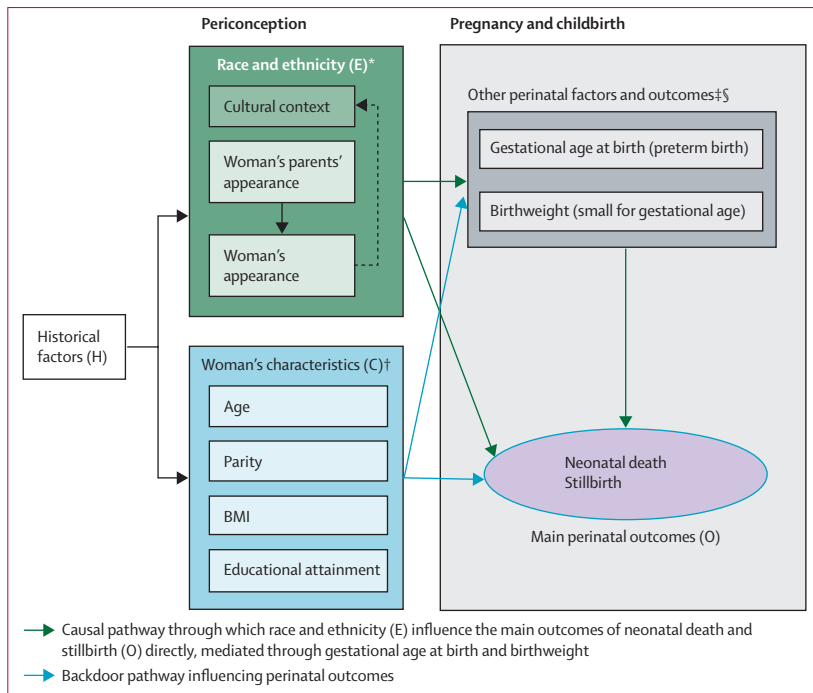 Periconception
Pregnancy and childbirth
Race and ethnicity (E)*
Cultural context
Woman's parents'
appearance
Woman's
appearance
Historical
factors (H)
Woman's characteristics (C)†
Age
Parity
BMI
Educational attainment
Other perinatal factors and outcomes‡§
Gestational age at birth (preterm birth)
Birthweight (small for gestational age)
Neonatal death
Stillbirth
Main perinatal outcomes (O)
Causal pathway through which race and ethnicity (E) influence the main outcomes of neonatal death and
stillbirth (O) directly, mediated through gestational age at birth and birthweight
Backdoor pathway influencing perinatal outcomes